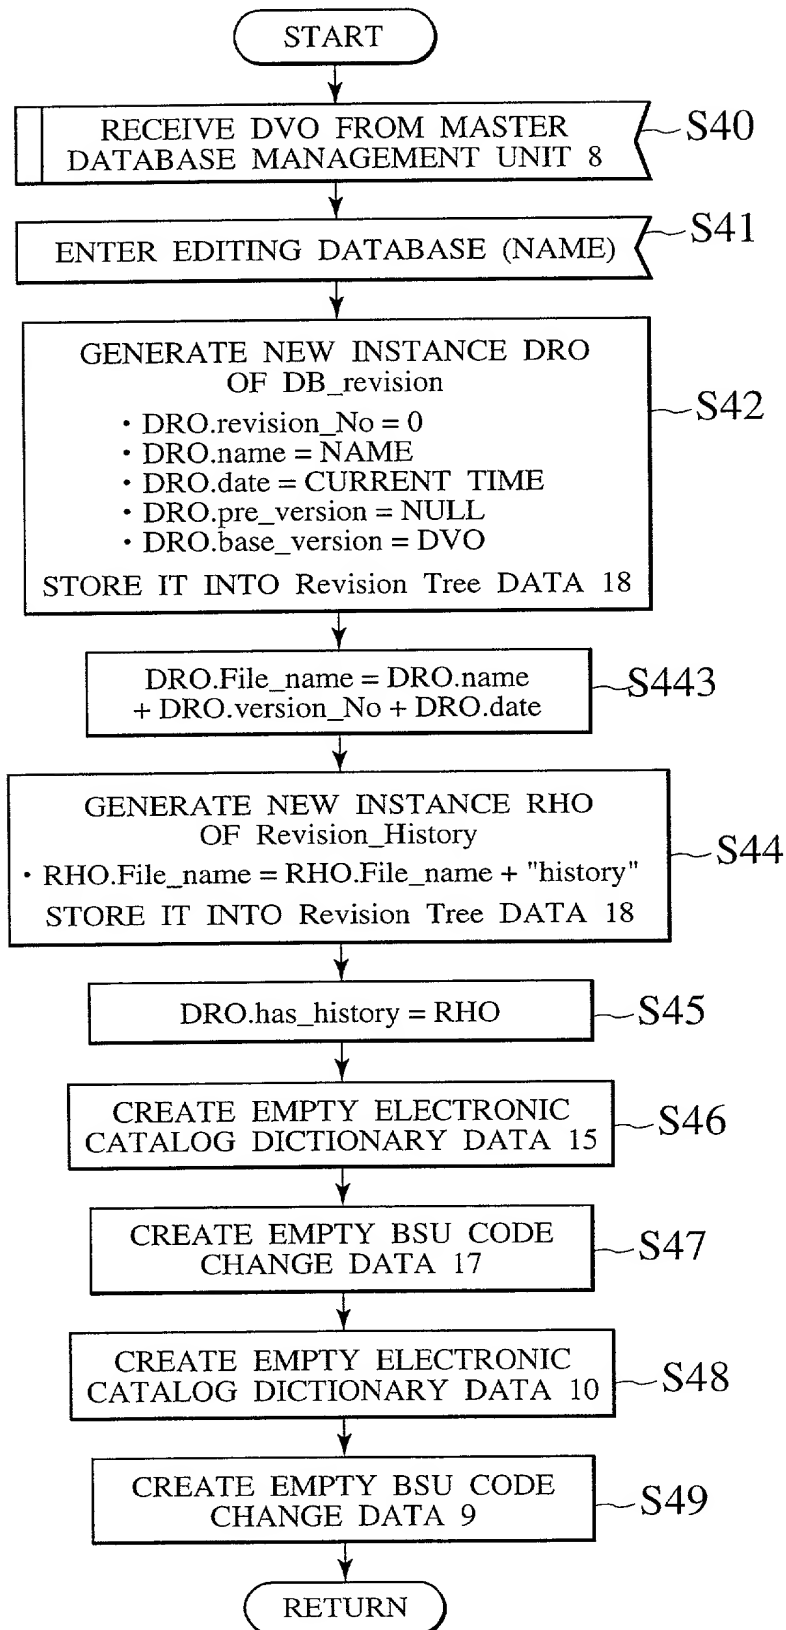 START
RECEIVE DVO FROM MASTER
DATABASE MANAGEMENT UNIT 8
S40
ENTER EDITING DATABASE (NAME)
S41
GENERATE NEW INSTANCE DRO
OF DB_revision
・DRO.revision_No = 0
・DRO.name = NAME
・DRO.date = CURRENT TIME
・DRO.pre_version = NULL
・DRO.base_version = DVO
STORE IT INTO Revision Tree DATA 18
S42
DRO.File_name = DRO.name
+ DRO.version_No + DRO.date
S443
GENERATE NEW INSTANCE RHO
OF Revision_History
・RHO.File_name = RHO.File_name + "history"
STORE IT INTO Revision Tree DATA 18
S44
DRO.has_history = RHO
S45
CREATE EMPTY ELECTRONIC
CATALOG DICTIONARY DATA 15
S46
CREATE EMPTY BSU CODE
CHANGE DATA 17
S47
CREATE EMPTY ELECTRONIC
CATALOG DICTIONARY DATA 10
S48
CREATE EMPTY BSU CODE
CHANGE DATA 9
S49
RETURN